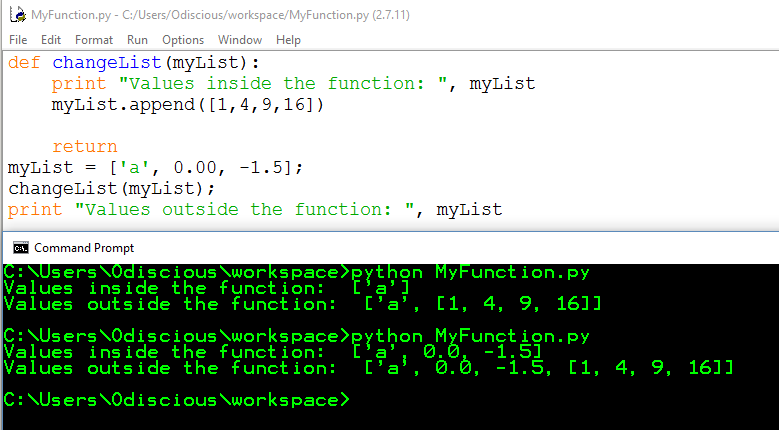 MyFunction.py - C:/Users/Odiscious/workspace/MyFunction.py (2.7.11)
File Edit Format Run Options Window Help
def changeList(myList):
    print "Values inside the function: ", myList
    myList.append([1,4,9,16])
    return
myList = ['a', 0.00, -1.5];
changeList(myList);
print "Values outside the function: ", myList
C:\. Command Prompt
C:\Users\Odiscious\workspace>python MyFunction.py
Values inside the function:  ['a']
Values outside the function:  ['a', [1, 4, 9, 16]]
C:\Users\Odiscious\workspace>python MyFunction.py
Values inside the function:  ['a', 0.0, -1.5]
Values outside the function:  ['a', 0.0, -1.5, [1, 4, 9, 16]]
C:\Users\Odiscious\workspace>